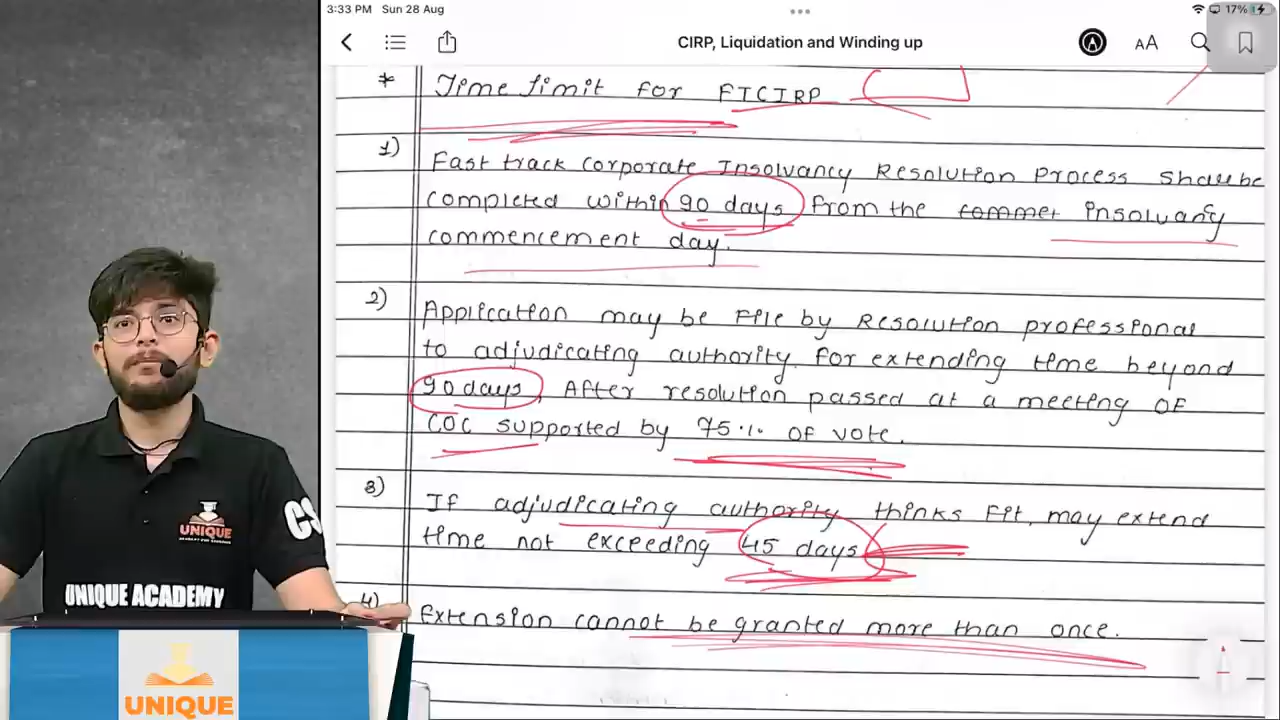 3:33 PM Sun 28 Aug
17%
CIRP, Liquidation and Winding up
AA
* Time limit for FTCIRP
1) Fast track corporate Insolvancy Resolution Process shall be
completed within 90 days from the commet insolvancy
commencement day.
2) Application may be File by Resolution professional
to adjudicating authority for extending time beyond
90 days, After resolution passed at a meeting of
COC supported by 75.1. of vote.
3) If adjudicating authority thinks Fit, may extend
time not exceeding 45 days
4) Extension cannot be granted more than once.
UNIQUE
CS
UNIQUE ACADEMY
UNIQUE